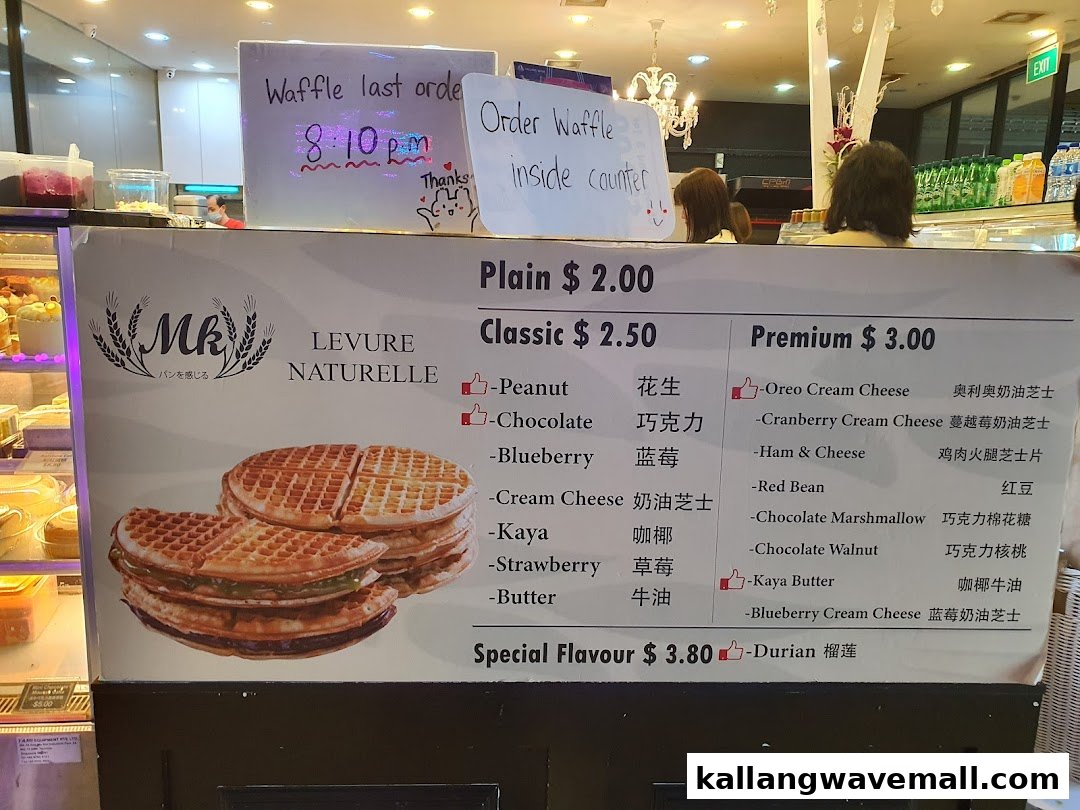 Waffle last orde
8:10 pm
Thanks
Order Waffle
inside counter
EXIT
Mk
パンを感じる
LEVURE
NATURELLE
Plain $ 2.00
Classic $ 2.50
-Peanut 花生
-Chocolate 巧克力
-Blueberry 蓝莓
-Cream Cheese 奶油芝士
-Kaya 咖椰
-Strawberry 草莓
-Butter 牛油
Premium $ 3.00
-Oreo Cream Cheese 奥利奥奶油芝士
-Cranberry Cream Cheese 蔓越莓奶油芝士
-Ham & Cheese 鸡肉火腿芝士片
-Red Bean 红豆
-Chocolate Marshmallow 巧克力棉花糖
-Chocolate Walnut 巧克力核桃
-Kaya Butter 咖椰牛油
-Blueberry Cream Cheese 蓝莓奶油芝士
Special Flavour $ 3.80 -Durian 榴莲
$5.00
kallangwavemall.com